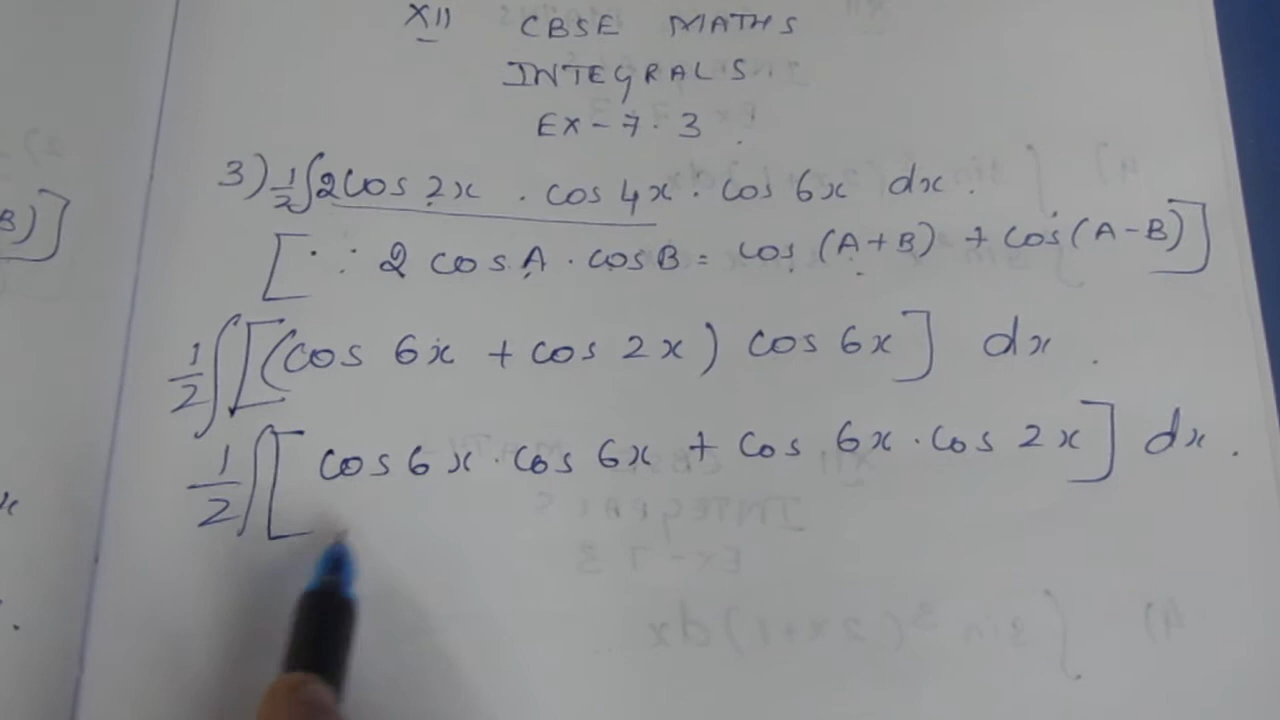 XII CBSE MATHS
INTEGRALS
EX-7.3
3) 1/2 ∫ 2cos 2x . cos 4x . cos 6x dx .
[∵ 2 cos A . cos B = cos (A+B) + cos (A-B)]
1/2 ∫ [(cos 6x + cos 2x) cos 6x] dx .
1/2 ∫ [cos 6x . cos 6x + cos 6x . cos 2x] dx .
B)]